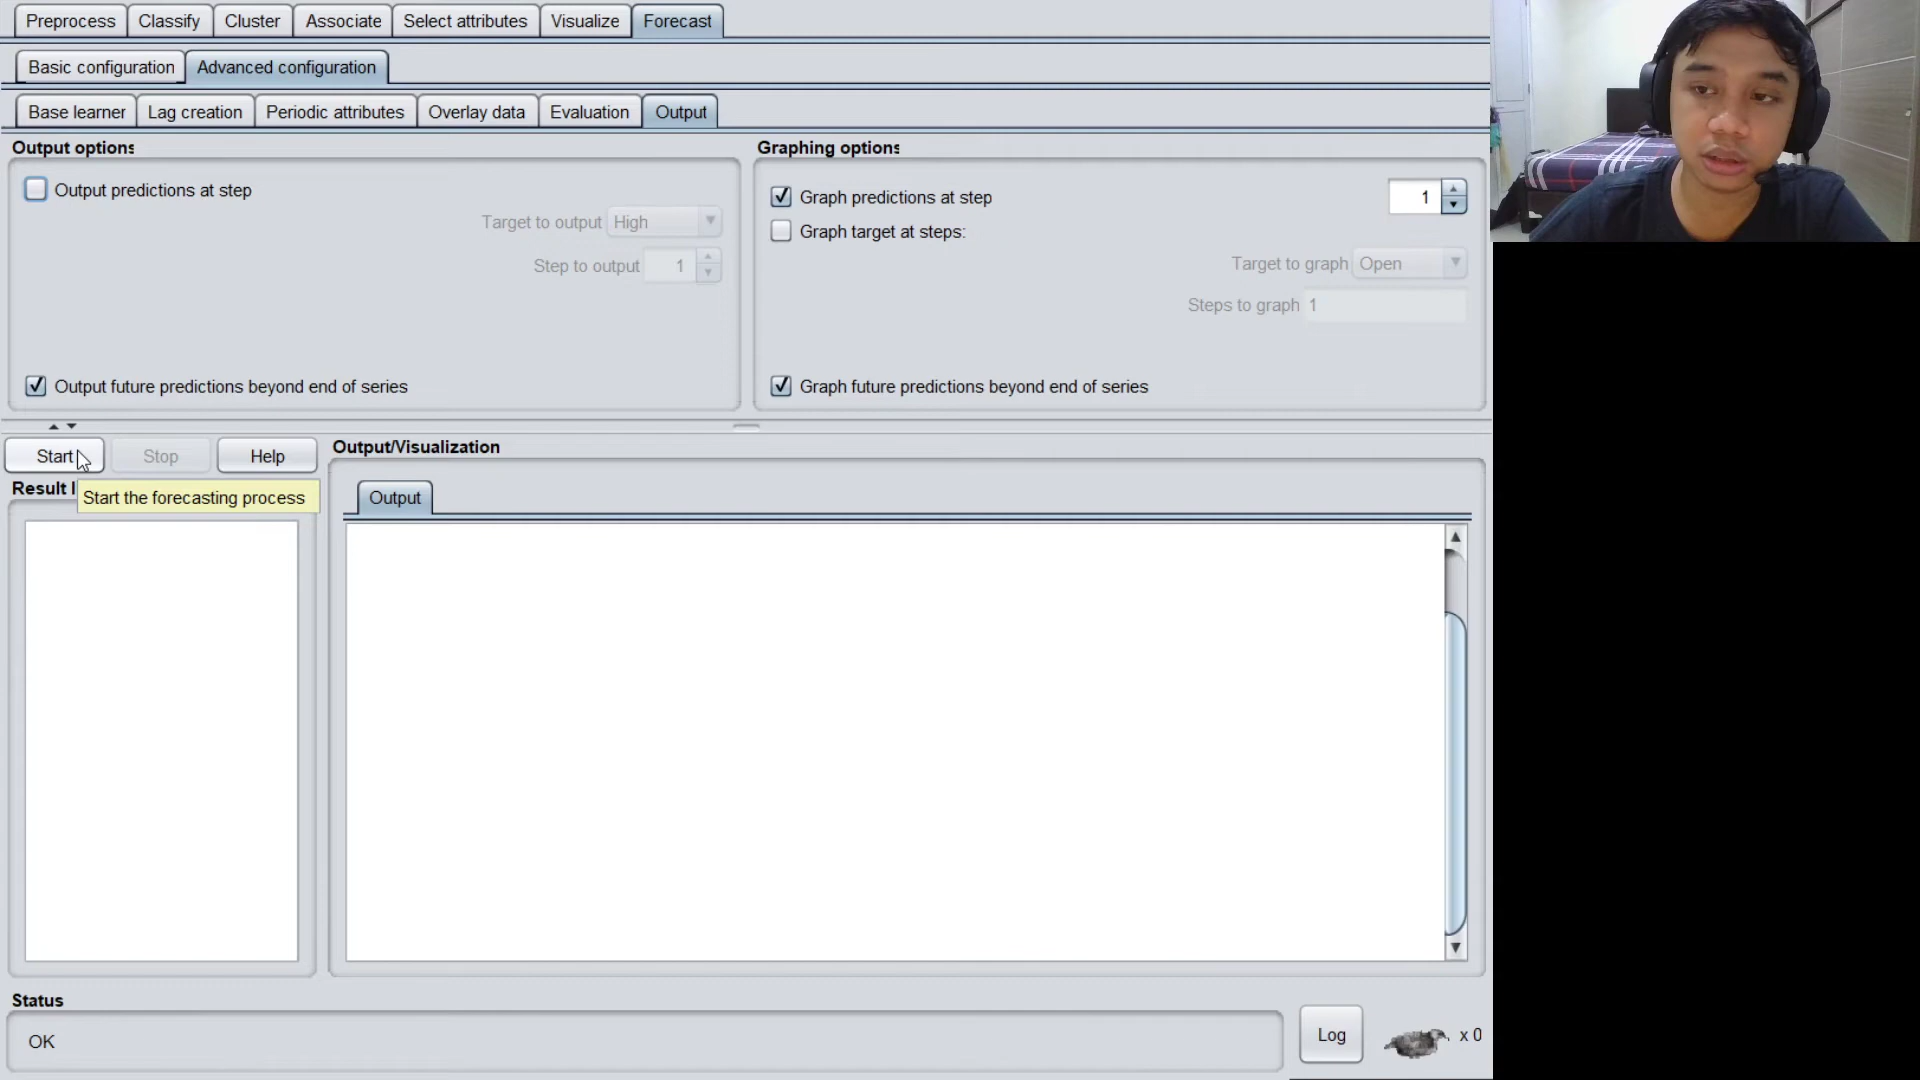 Preprocess Classify Cluster Associate Select attributes Visualize Forecast
Basic configuration Advanced configuration
Base learner Lag creation Periodic attributes Overlay data Evaluation Output
Output options
Output predictions at step
Target to output High
Step to output 1
Output future predictions beyond end of series
Graphing options
Graph predictions at step 1
Graph target at steps:
Target to graph Open
Steps to graph 1
Graph future predictions beyond end of series
Start Stop Help
Result l
Start the forecasting process
Output/Visualization
Output
Status
OK
Log
x 0